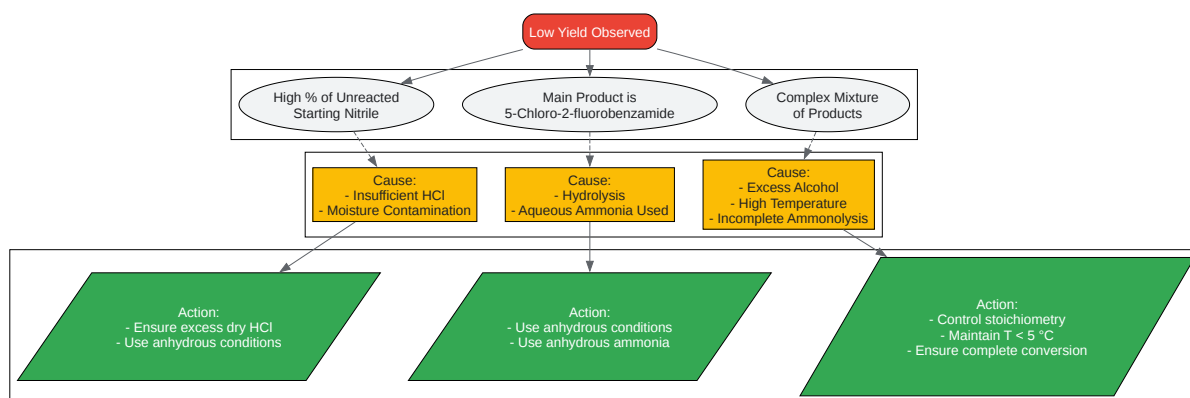 Low Yield Observed
High % of Unreacted
Starting Nitrile
Main Product is
5-Chloro-2-fluorobenzamide
Complex Mixture
of Products
Cause:
- Insufficient HCl
- Moisture Contamination
Cause:
- Hydrolysis
- Aqueous Ammonia Used
Cause:
- Excess Alcohol
- High Temperature
- Incomplete Ammonolysis
Action:
- Ensure excess dry HCl
- Use anhydrous conditions
Action:
- Use anhydrous conditions
- Use anhydrous ammonia
Action:
- Control stoichiometry
- Maintain T < 5 °C
- Ensure complete conversion